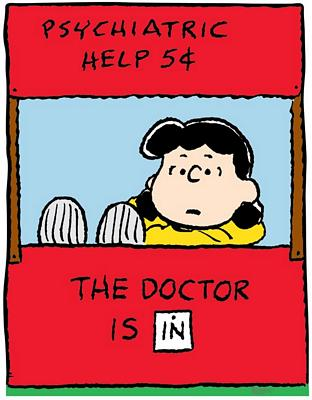 PSYCHIATRIC
HELP 5¢
THE DOCTOR
IS IN